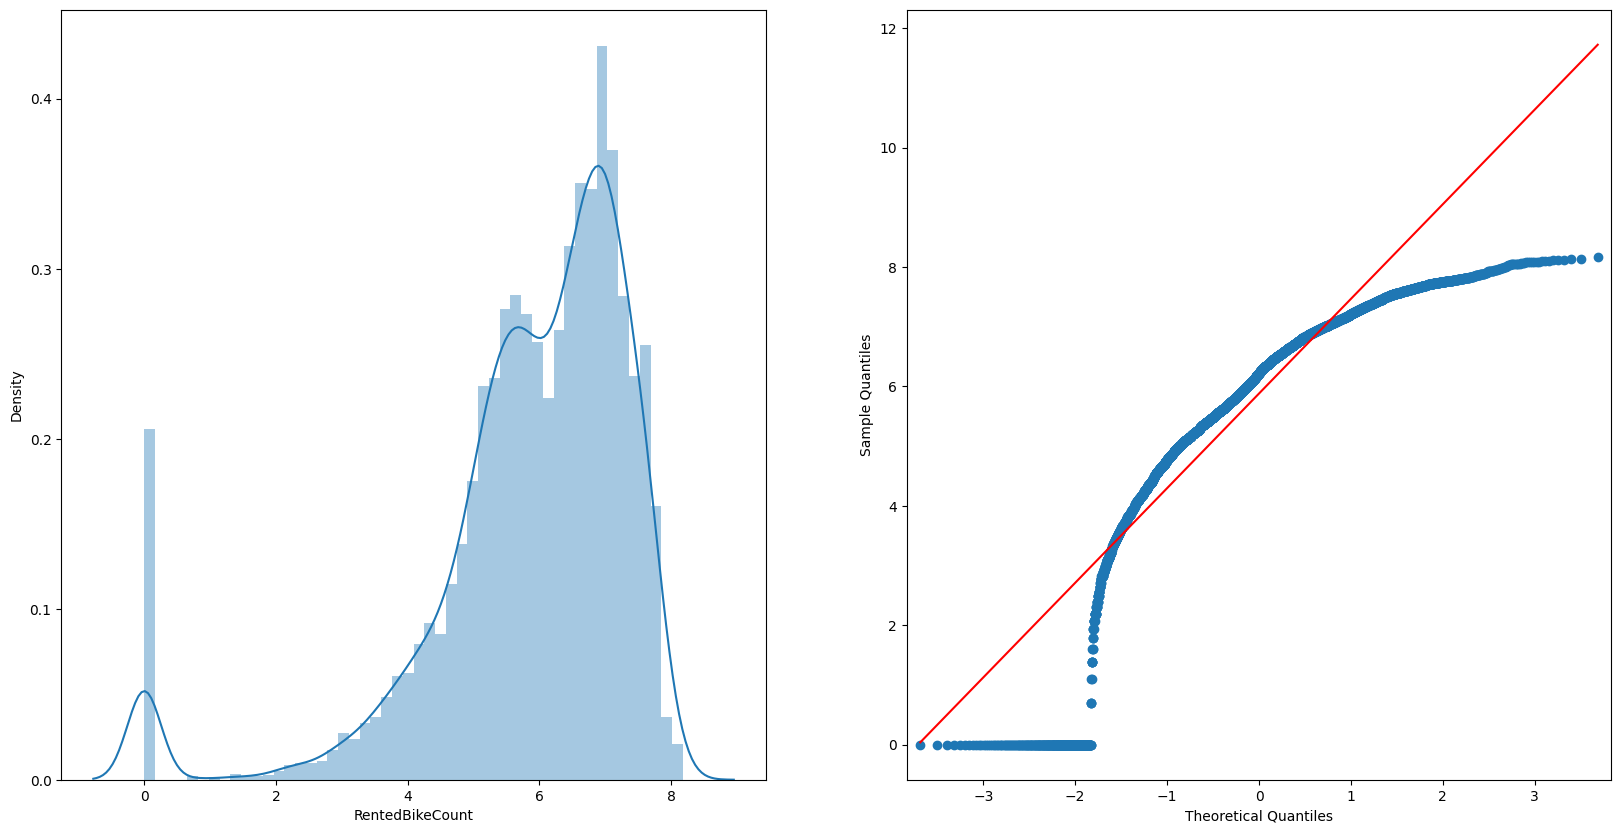 0.4
0.3
0.2
0.1
0.0
Density
0 2 4 6 8
RentedBikeCount
12
10
8
6
4
2
0
Sample Quantiles
−3 −2 −1 0 1 2 3
Theoretical Quantiles